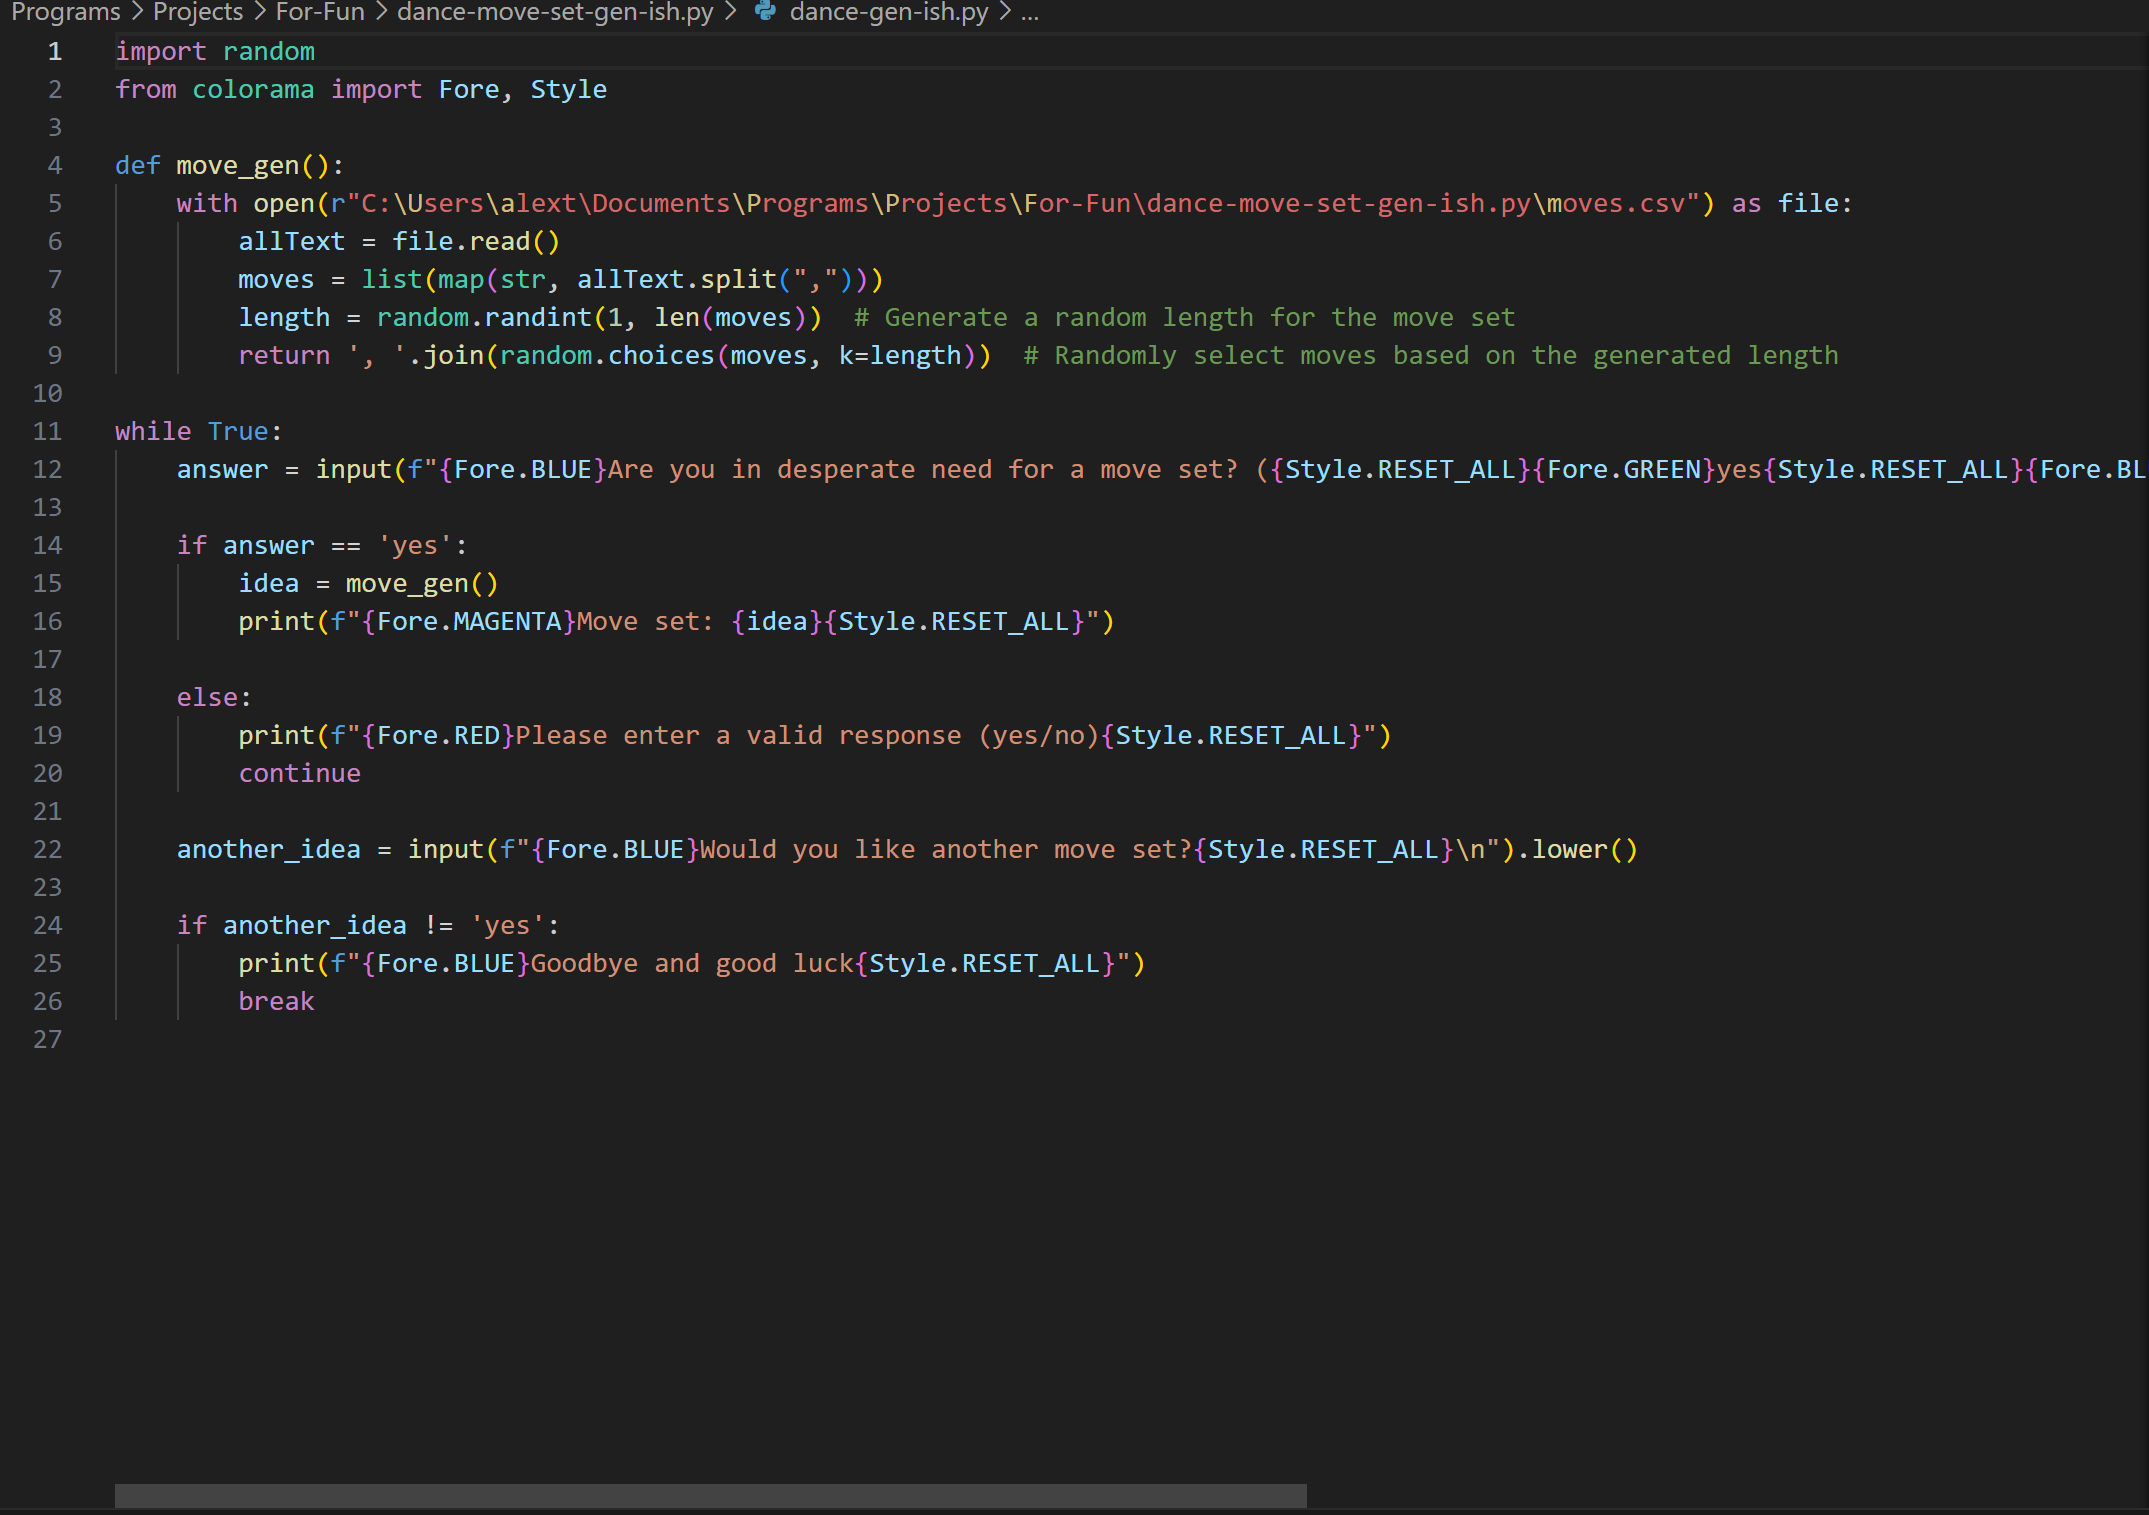 Programs > Projects > For-Fun > dance-move-set-gen-ish.py > dance-gen-ish.py > ...
1 import random
2 from colorama import Fore, Style
3
4 def move_gen():
5     with open(r"C:\Users\alext\Documents\Programs\Projects\For-Fun\dance-move-set-gen-ish.py\moves.csv") as file:
6         allText = file.read()
7         moves = list(map(str, allText.split(",")))
8         length = random.randint(1, len(moves))  # Generate a random length for the move set
9         return ', '.join(random.choices(moves, k=length))  # Randomly select moves based on the generated length
10
11 while True:
12     answer = input(f"{Fore.BLUE}Are you in desperate need for a move set? ({Style.RESET_ALL}{Fore.GREEN}yes{Style.RESET_ALL}{Fore.BL
13
14     if answer == 'yes':
15         idea = move_gen()
16         print(f"{Fore.MAGENTA}Move set: {idea}{Style.RESET_ALL}")
17
18     else:
19         print(f"{Fore.RED}Please enter a valid response (yes/no){Style.RESET_ALL}")
20         continue
21
22     another_idea = input(f"{Fore.BLUE}Would you like another move set?{Style.RESET_ALL}\n").lower()
23
24     if another_idea != 'yes':
25         print(f"{Fore.BLUE}Goodbye and good luck{Style.RESET_ALL}")
26         break
27